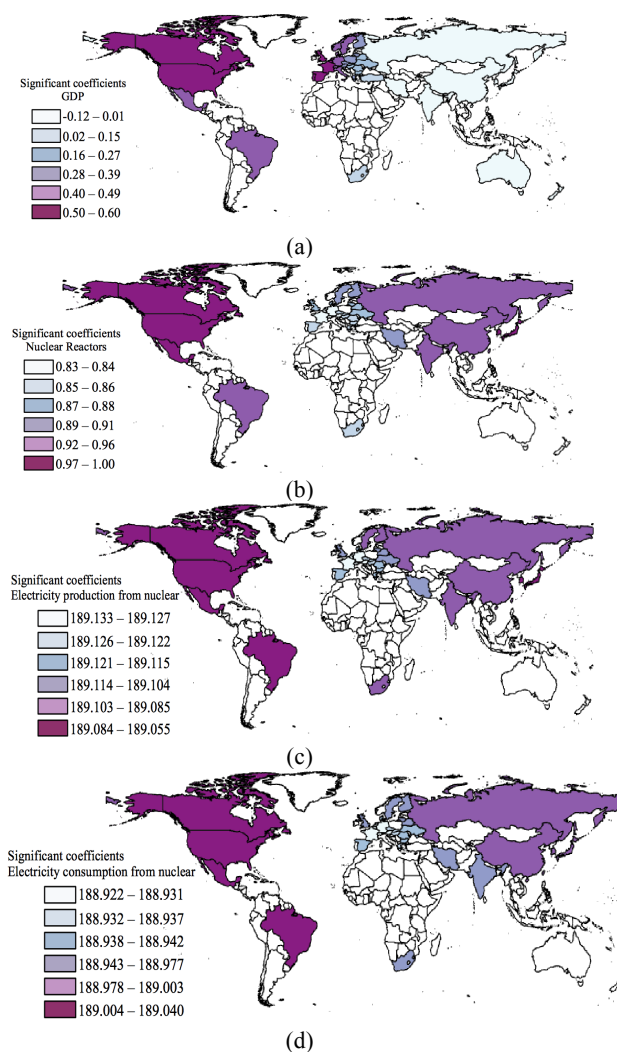 Significant coefficients
GDP
-0.12 – 0.01
0.02 – 0.15
0.16 – 0.27
0.28 – 0.39
0.40 – 0.49
0.50 – 0.60
(a)
Significant coefficients
Nuclear Reactors
0.83 – 0.84
0.85 – 0.86
0.87 – 0.88
0.89 – 0.91
0.92 – 0.96
0.97 – 1.00
(b)
Significant coefficients
Electricity production from nuclear
189.133 – 189.127
189.126 – 189.122
189.121 – 189.115
189.114 – 189.104
189.103 – 189.085
189.084 – 189.055
(c)
Significant coefficients
Electricity consumption from nuclear
188.922 – 188.931
188.932 – 188.937
188.938 – 188.942
188.943 – 188.977
188.978 – 189.003
189.004 – 189.040
(d)